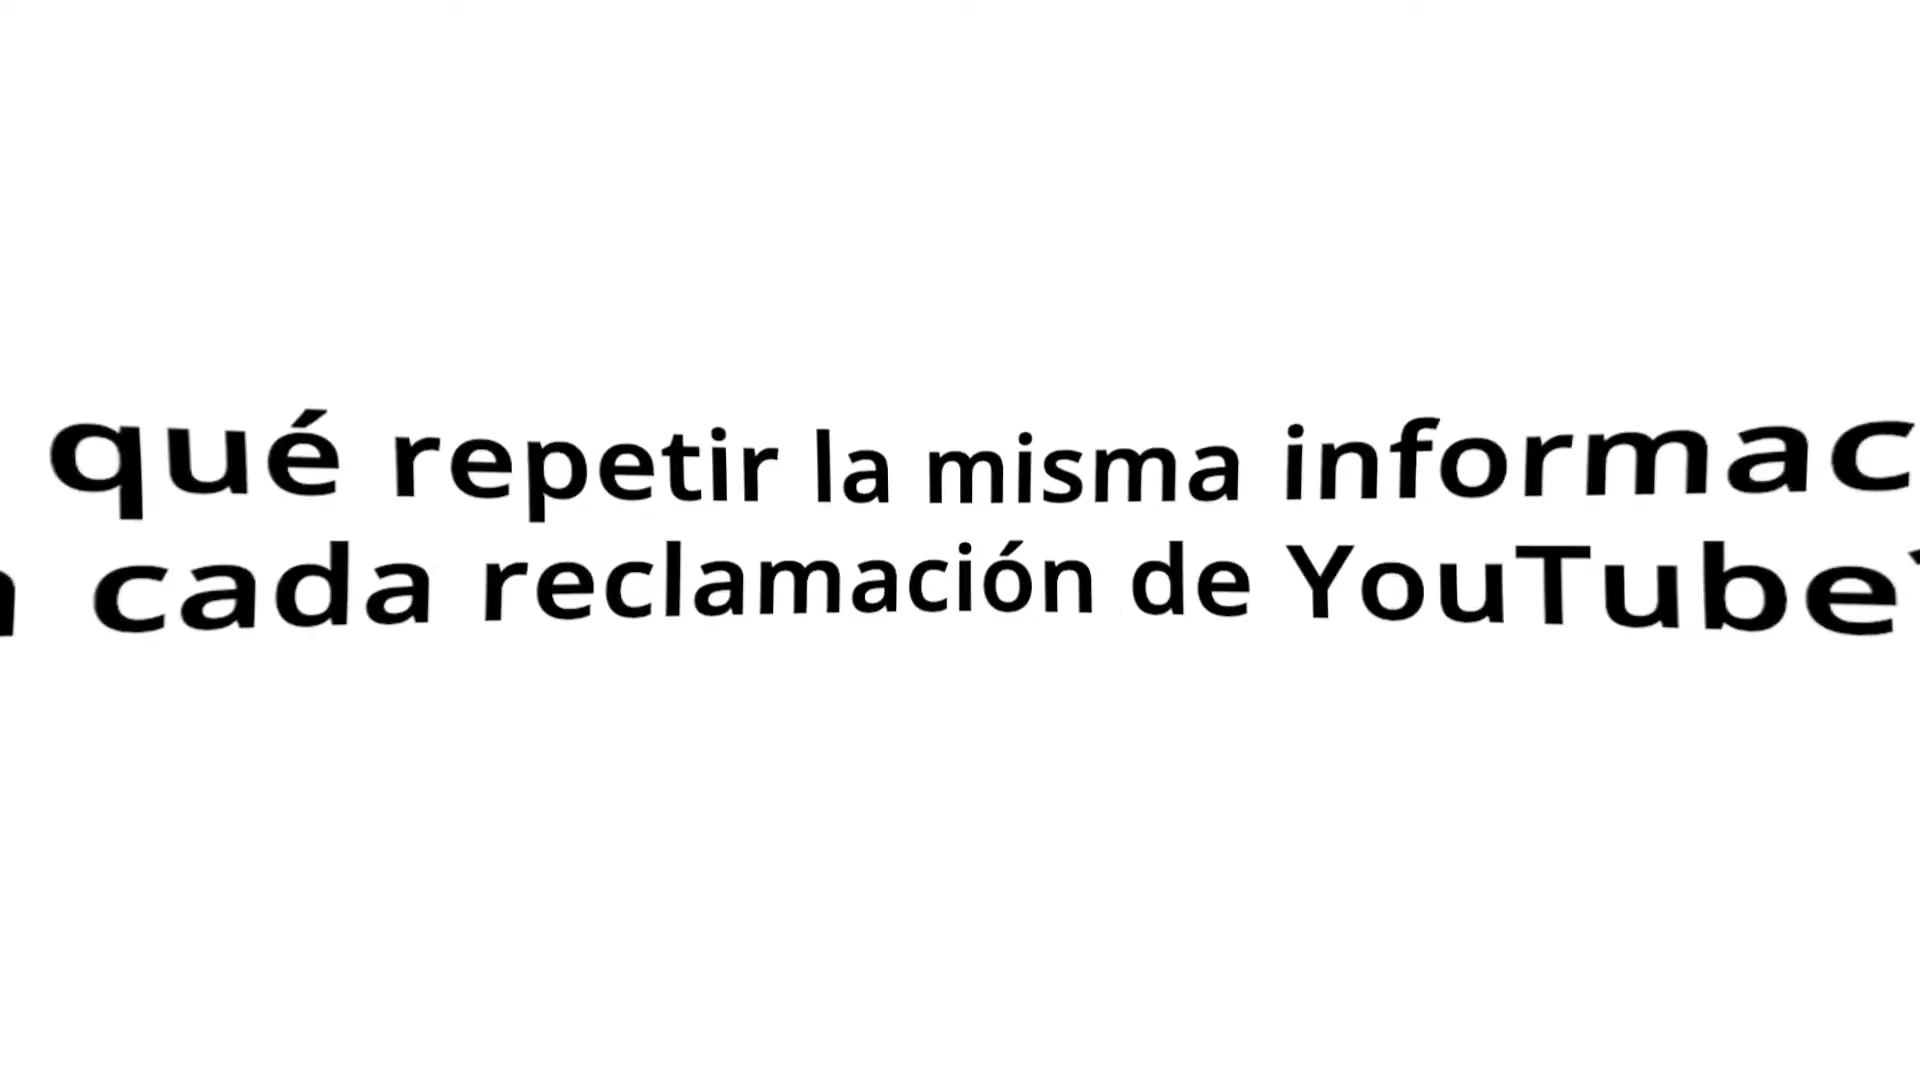 qué repetir la misma informac
cada reclamación de YouTube